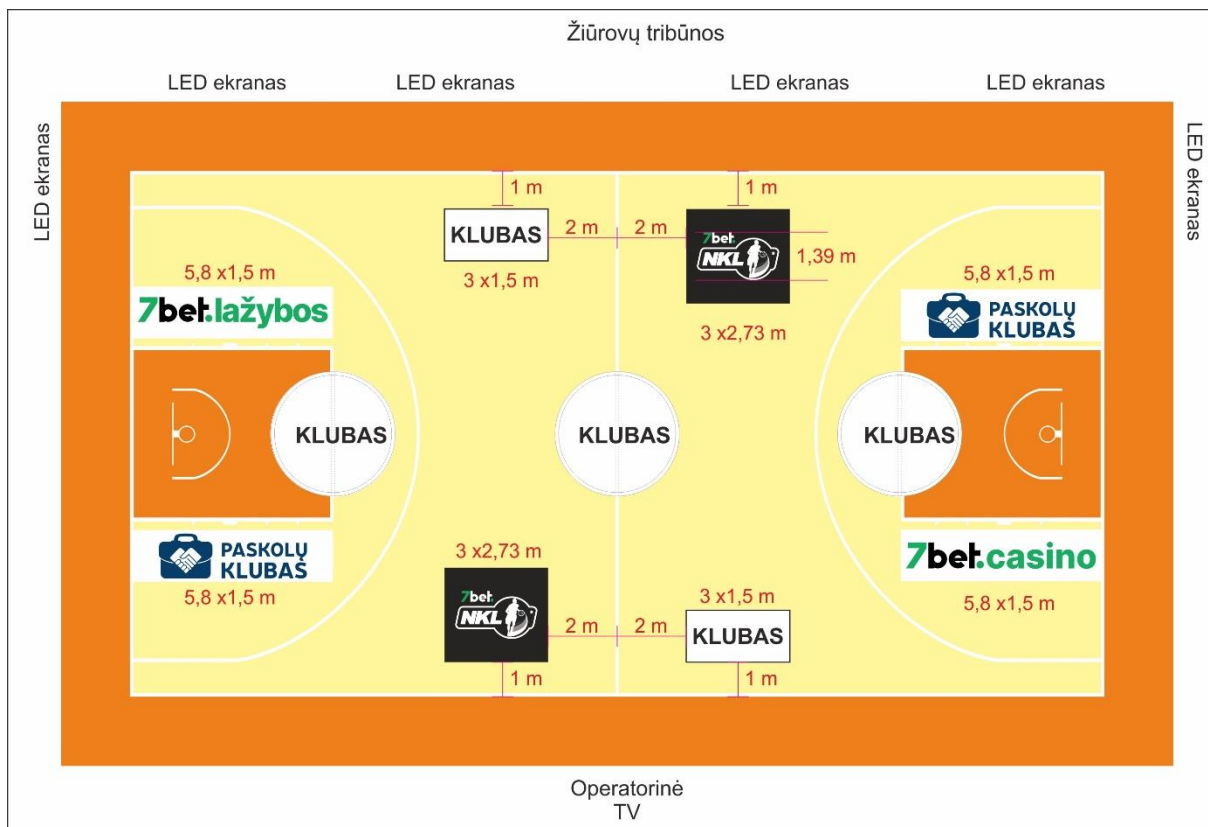 Žiūrovų tribūnos
LED ekranas
LED ekranas
LED ekranas
LED ekranas
LED ekranas
LED ekranas
1 m
1 m
KLUBAS
2 m
2 m
7bet.
NKL
1,39 m
3 x1,5 m
3 x2,73 m
5,8 x1,5 m
7bet.lažybos
5,8 x1,5 m
PASKOLŲ
KLUBAS
KLUBAS
KLUBAS
KLUBAS
PASKOLŲ
KLUBAS
5,8 x1,5 m
7bet.casino
5,8 x1,5 m
3 x2,73 m
7bet.
NKL
2 m
2 m
3 x1,5 m
KLUBAS
1 m
1 m
Operatorinė
TV